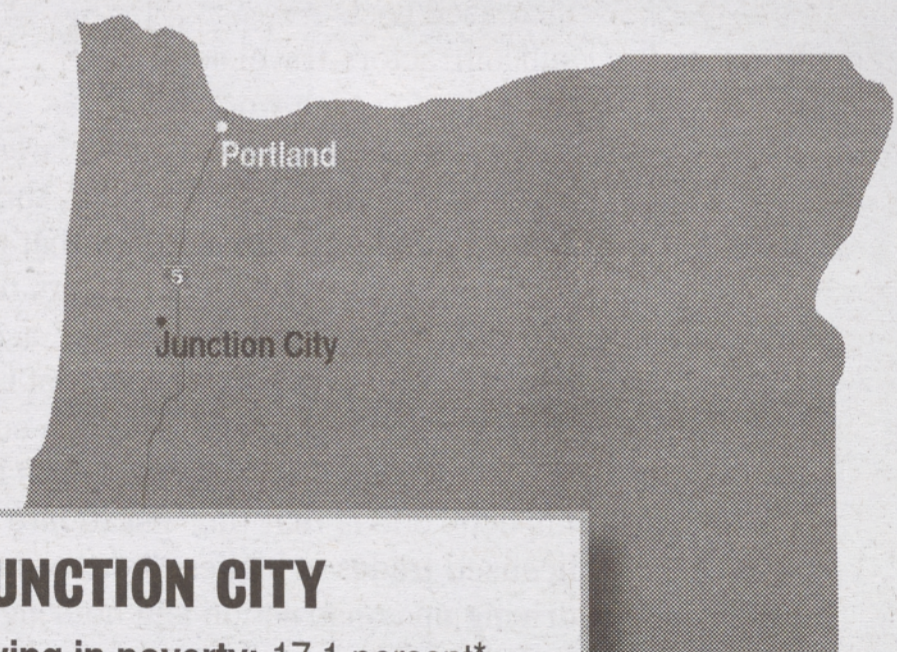 Portland
5
Junction City
UNCTION CITY
ving in poverty: 17.1 percent*